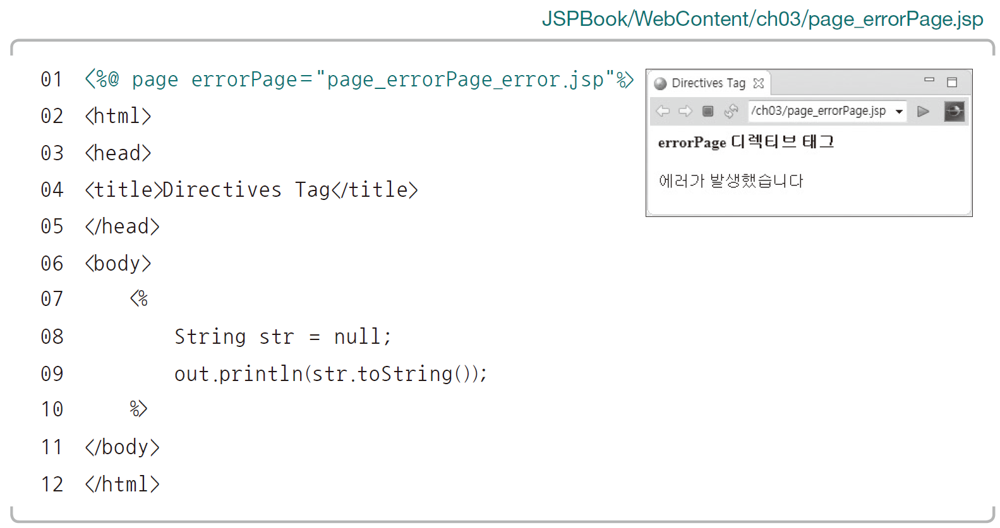 JSPBook/WebContent/ch03/page_errorPage.jsp
01 <%@ page errorPage="page_errorPage_error.jsp"%>
02 <html>
03 <head>
04 <title>Directives Tag</title>
05 </head>
06 <body>
07 <%
08 String str = null;
09 out.println(str.toString());
10 %>
11 </body>
12 </html>
Directives Tag
/ch03/page_errorPage.jsp
errorPage 디렉티브 태그
에러가 발생했습니다